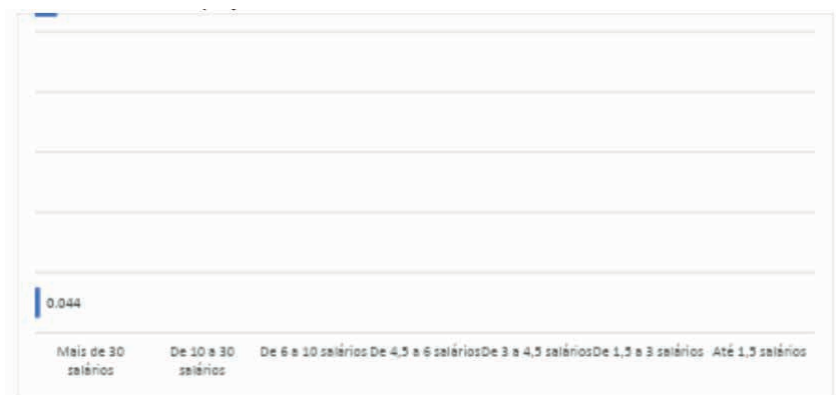 0.044
Mais de 30 salários
De 10 a 30 salários
De 6 a 10 salários
De 4,5 a 6 salários
De 3 a 4,5 salários
De 1,5 a 3 salários
Até 1,5 salários